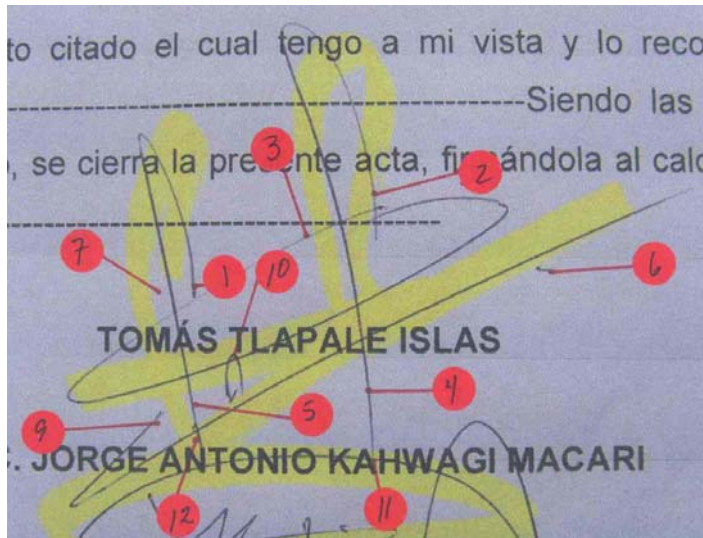 to citado el cual tengo a mi vista y lo reco
-----------------------------------------------Siendo las
, se cierra la presente acta, firmándola al calc
---------------------------------------
3
2
7
1
10
6
TOMÁS TLAPALE ISLAS
4
5
9
C. JORGE ANTONIO KAHWAGI MACARI
12
11